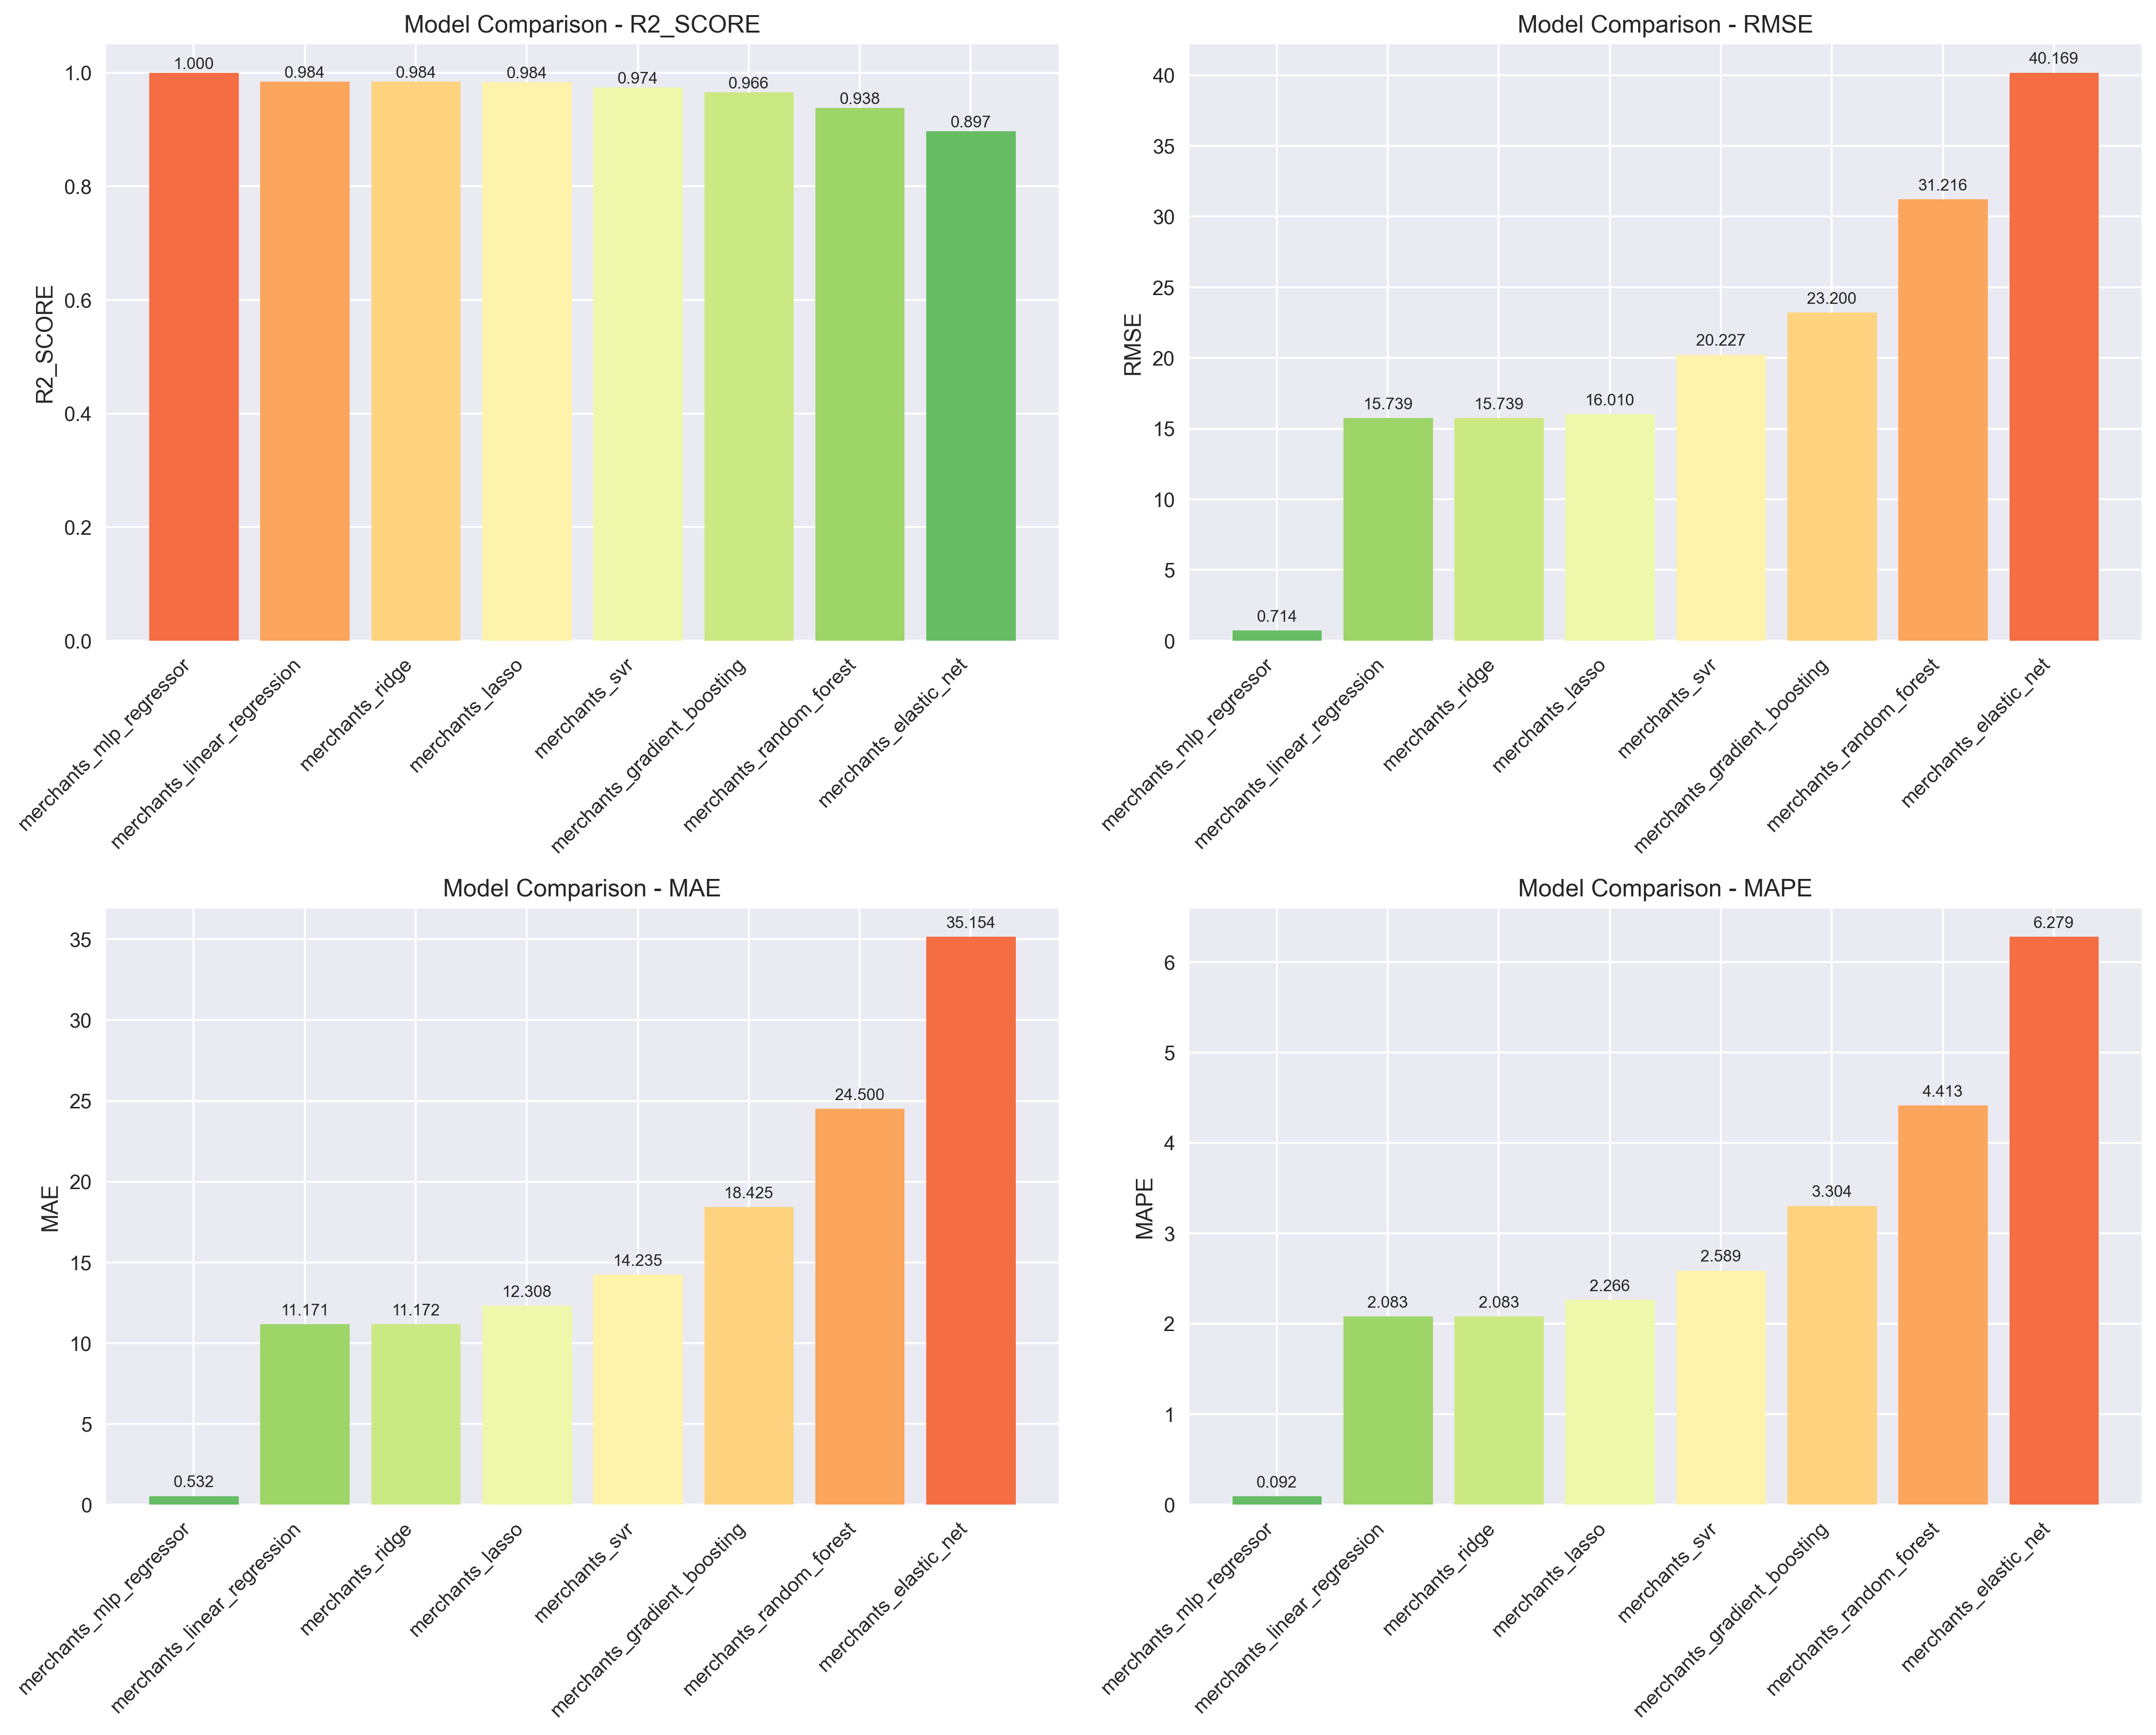 Model Comparison - R2_SCORE
R2_SCORE
1.0
0.8
0.6
0.4
0.2
0.0
1.000
0.984
0.984
0.984
0.974
0.966
0.938
0.897
merchants_mlp_regressor
merchants_linear_regression
merchants_ridge
merchants_lasso
merchants_svr
merchants_gradient_boosting
merchants_random_forest
merchants_elastic_net
Model Comparison - RMSE
RMSE
40
35
30
25
20
15
10
5
0
0.714
15.739
15.739
16.010
20.227
23.200
31.216
40.169
merchants_mlp_regressor
merchants_linear_regression
merchants_ridge
merchants_lasso
merchants_svr
merchants_gradient_boosting
merchants_random_forest
merchants_elastic_net
Model Comparison - MAE
MAE
35
30
25
20
15
10
5
0
0.532
11.171
11.172
12.308
14.235
18.425
24.500
35.154
merchants_mlp_regressor
merchants_linear_regression
merchants_ridge
merchants_lasso
merchants_svr
merchants_gradient_boosting
merchants_random_forest
merchants_elastic_net
Model Comparison - MAPE
MAPE
6
5
4
3
2
1
0
0.092
2.083
2.083
2.266
2.589
3.304
4.413
6.279
merchants_mlp_regressor
merchants_linear_regression
merchants_ridge
merchants_lasso
merchants_svr
merchants_gradient_boosting
merchants_random_forest
merchants_elastic_net